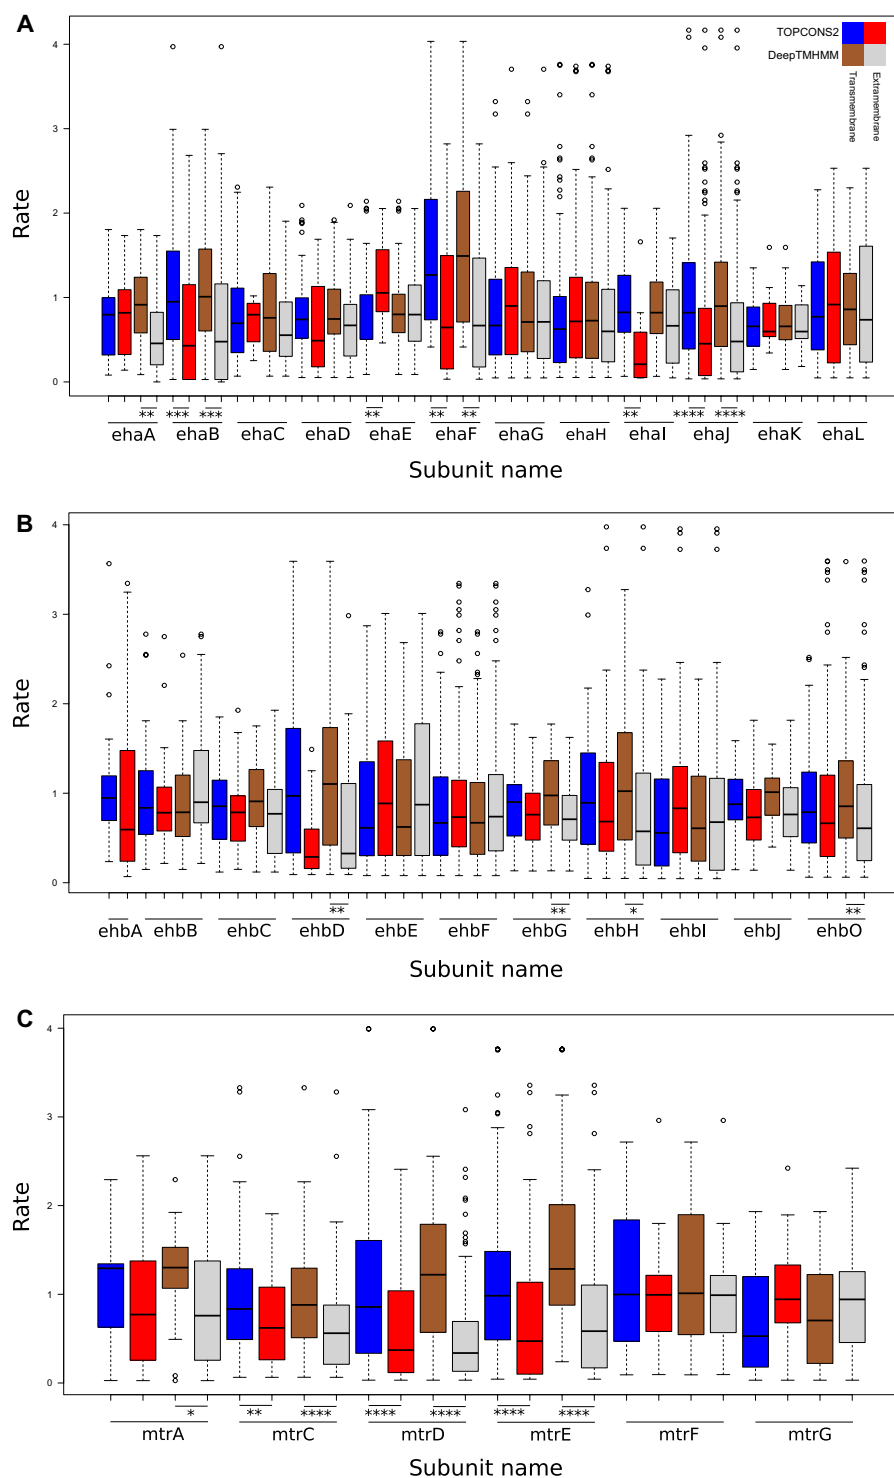 A
TOPCONS2
DeepTMHMM
Transmembrane
Extramembrane
4
3
2
1
0
Rate
** *** *** ** ** ** ** **** ****
ehaA ehaB ehaC ehaD ehaE ehaF ehaG ehaH ehaI ehaJ ehaK ehaL
Subunit name
B
4
3
2
1
0
Rate
** ** * **
ehbA ehbB ehbC ehbD ehbE ehbF ehbG ehbH ehbI ehbJ ehbO
Subunit name
C
4
3
2
1
0
Rate
* ** **** **** **** **** ****
mtrA mtrC mtrD mtrE mtrF mtrG
Subunit name